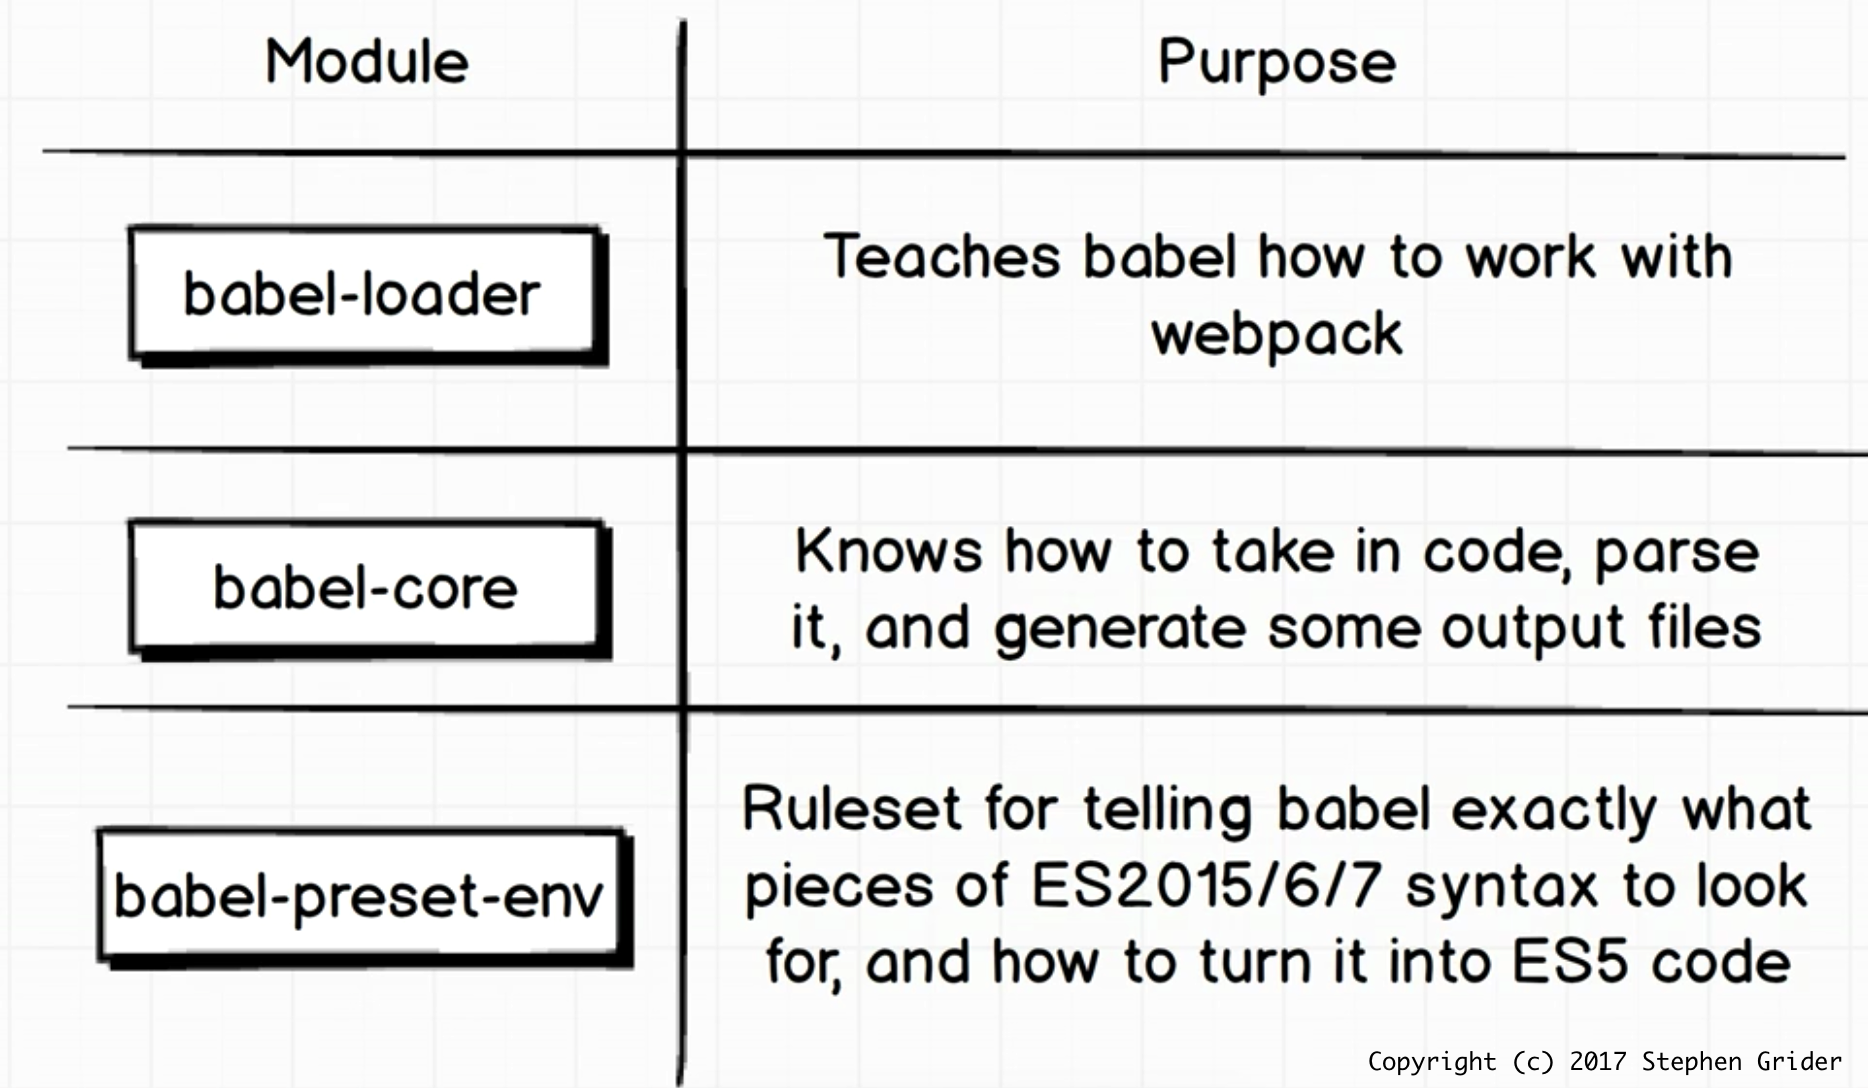 Module
Purpose
babel-loader
Teaches babel how to work with
webpack
babel-core
Knows how to take in code, parse
it, and generate some output files
babel-preset-env
Ruleset for telling babel exactly what
pieces of ES2015/6/7 syntax to look
for, and how to turn it into ES5 code
Copyright (c) 2017 Stephen Grider